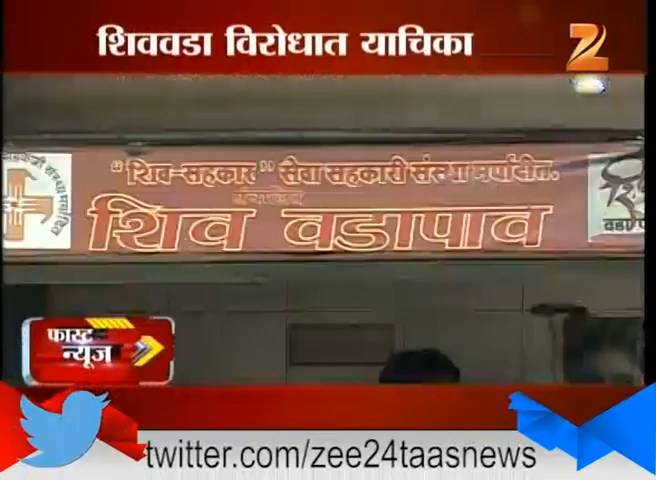 शिववडा विरोधात याचिका
"शिव-सहकार" सेवा सहकारी संस्था मर्यादीत.
शिव वडापाव
फास्ट
न्यूज
twitter.com/zee24taasnews